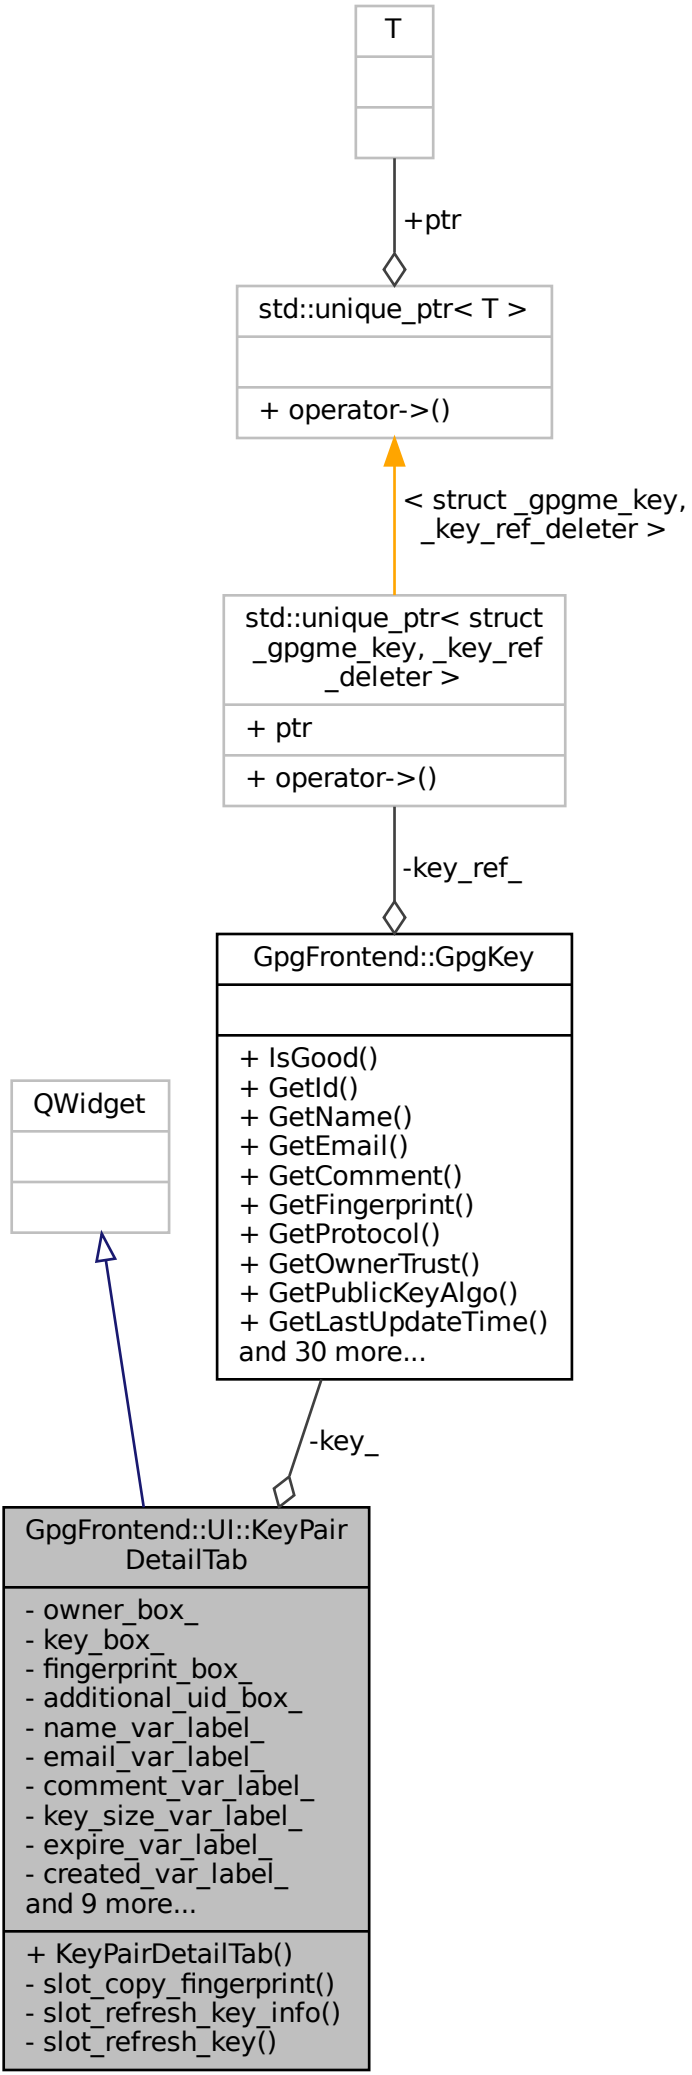 T
+ptr
std::unique_ptr< T >
+ operator->()
< struct _gpgme_key,
_key_ref_deleter >
std::unique_ptr< struct
_gpgme_key, _key_ref
_deleter >
+ ptr
+ operator->()
-key_ref_
GpgFrontend::GpgKey
+ IsGood()
+ GetId()
+ GetName()
+ GetEmail()
+ GetComment()
+ GetFingerprint()
+ GetProtocol()
+ GetOwnerTrust()
+ GetPublicKeyAlgo()
+ GetLastUpdateTime()
and 30 more...
QWidget
-key_
GpgFrontend::UI::KeyPair
DetailTab
- owner_box_
- key_box_
- fingerprint_box_
- additional_uid_box_
- name_var_label_
- email_var_label_
- comment_var_label_
- key_size_var_label_
- expire_var_label_
- created_var_label_
and 9 more...
+ KeyPairDetailTab()
- slot_copy_fingerprint()
- slot_refresh_key_info()
- slot_refresh_key()